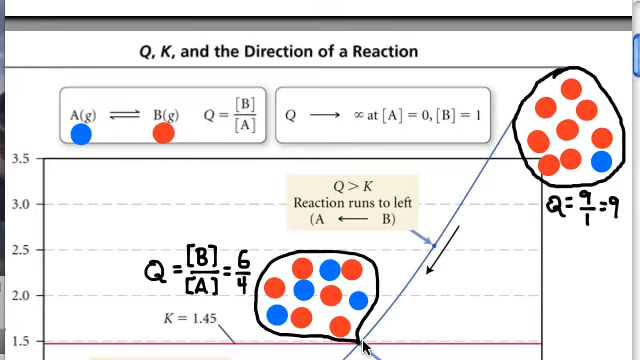 Q, K, and the Direction of a Reaction
A(g) ⇌ B(g) Q = [B]/[A]
Q ⟶ ∞ at [A] = 0, [B] = 1
3.5
Q = 9/1 = 9
Q > K
Reaction runs to left
(A ⟵ B)
3.0
2.5
Q = [B]/[A] = 6/4
2.0
K = 1.45
1.5